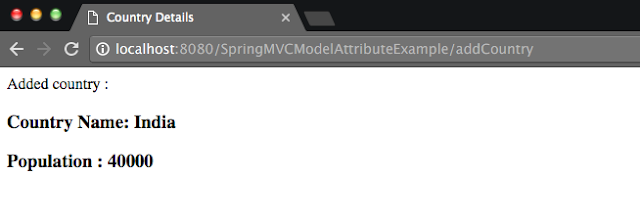 Country Details
localhost:8080/SpringMVCModelAttributeExample/addCountry
Added country :
Country Name: India
Population : 40000